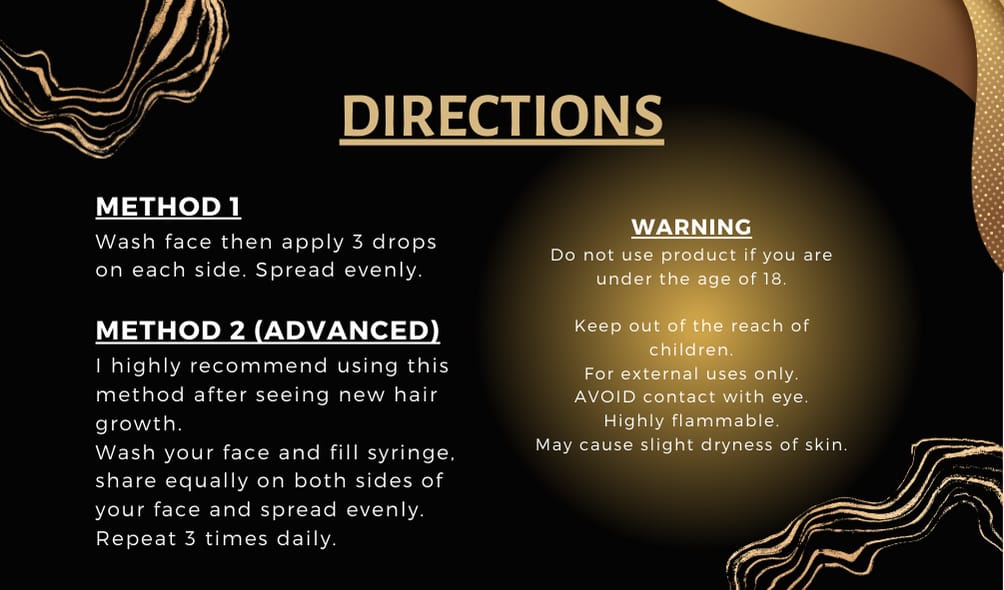 DIRECTIONS
METHOD 1
Wash face then apply 3 drops
on each side. Spread evenly.
METHOD 2 (ADVANCED)
I highly recommend using this
method after seeing new hair
growth.
Wash your face and fill syringe,
share equally on both sides of
your face and spread evenly.
Repeat 3 times daily.
WARNING
Do not use product if you are
under the age of 18.
Keep out of the reach of
children.
For external uses only.
AVOID contact with eye.
Highly flammable.
May cause slight dryness of skin.